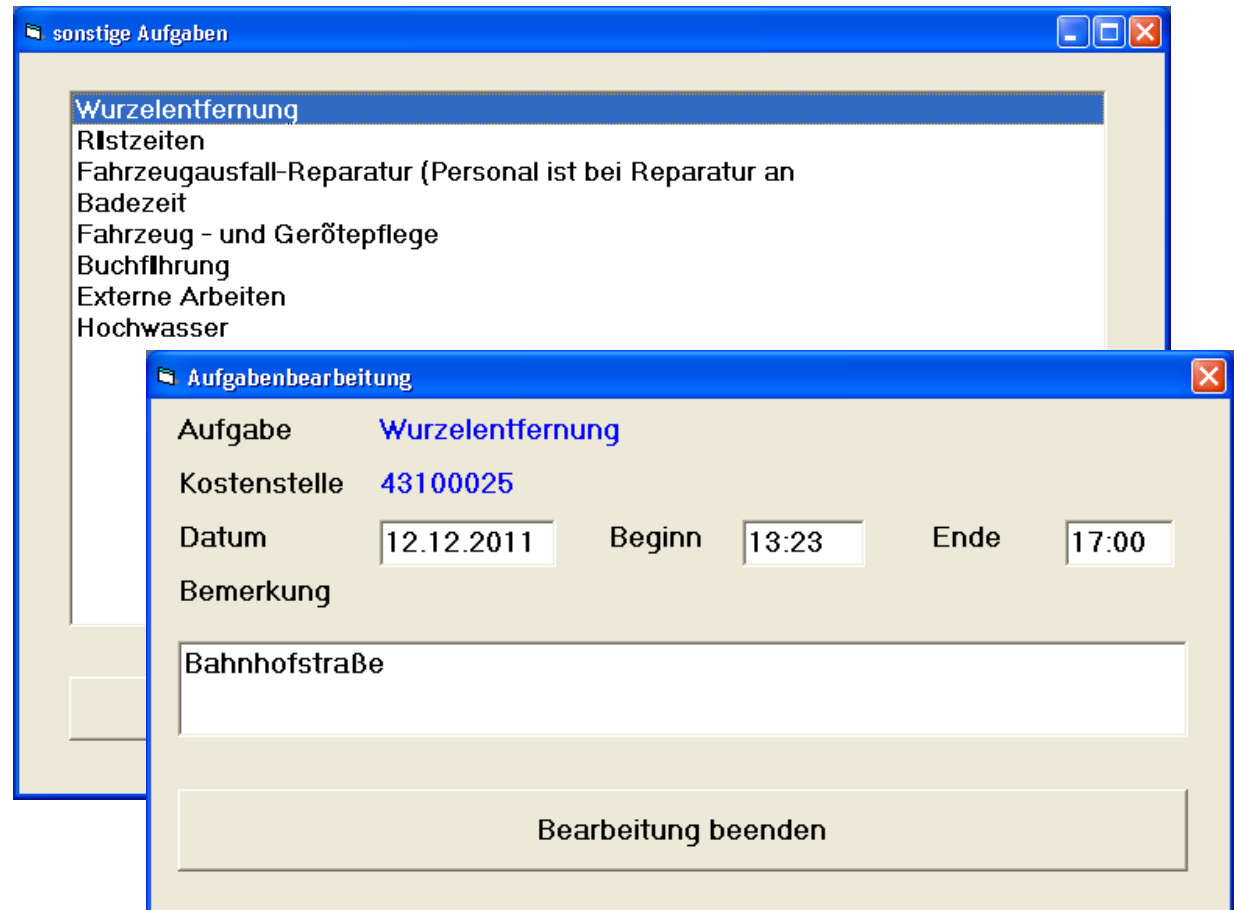 sonstige Aufgaben
Wurzelentfernung
RIstzeiten
Fahrzeugausfall-Reparatur (Personal ist bei Reparatur an
Badezeit
Fahrzeug - und Gerõtepflege
BuchfIhrung
Externe Arbeiten
Hochwasser
Aufgabenbearbeitung
Aufgabe Wurzelentfernung
Kostenstelle 43100025
Datum 12.12.2011 Beginn 13:23 Ende 17:00
Bemerkung
Bahnhofstraße
Bearbeitung beenden